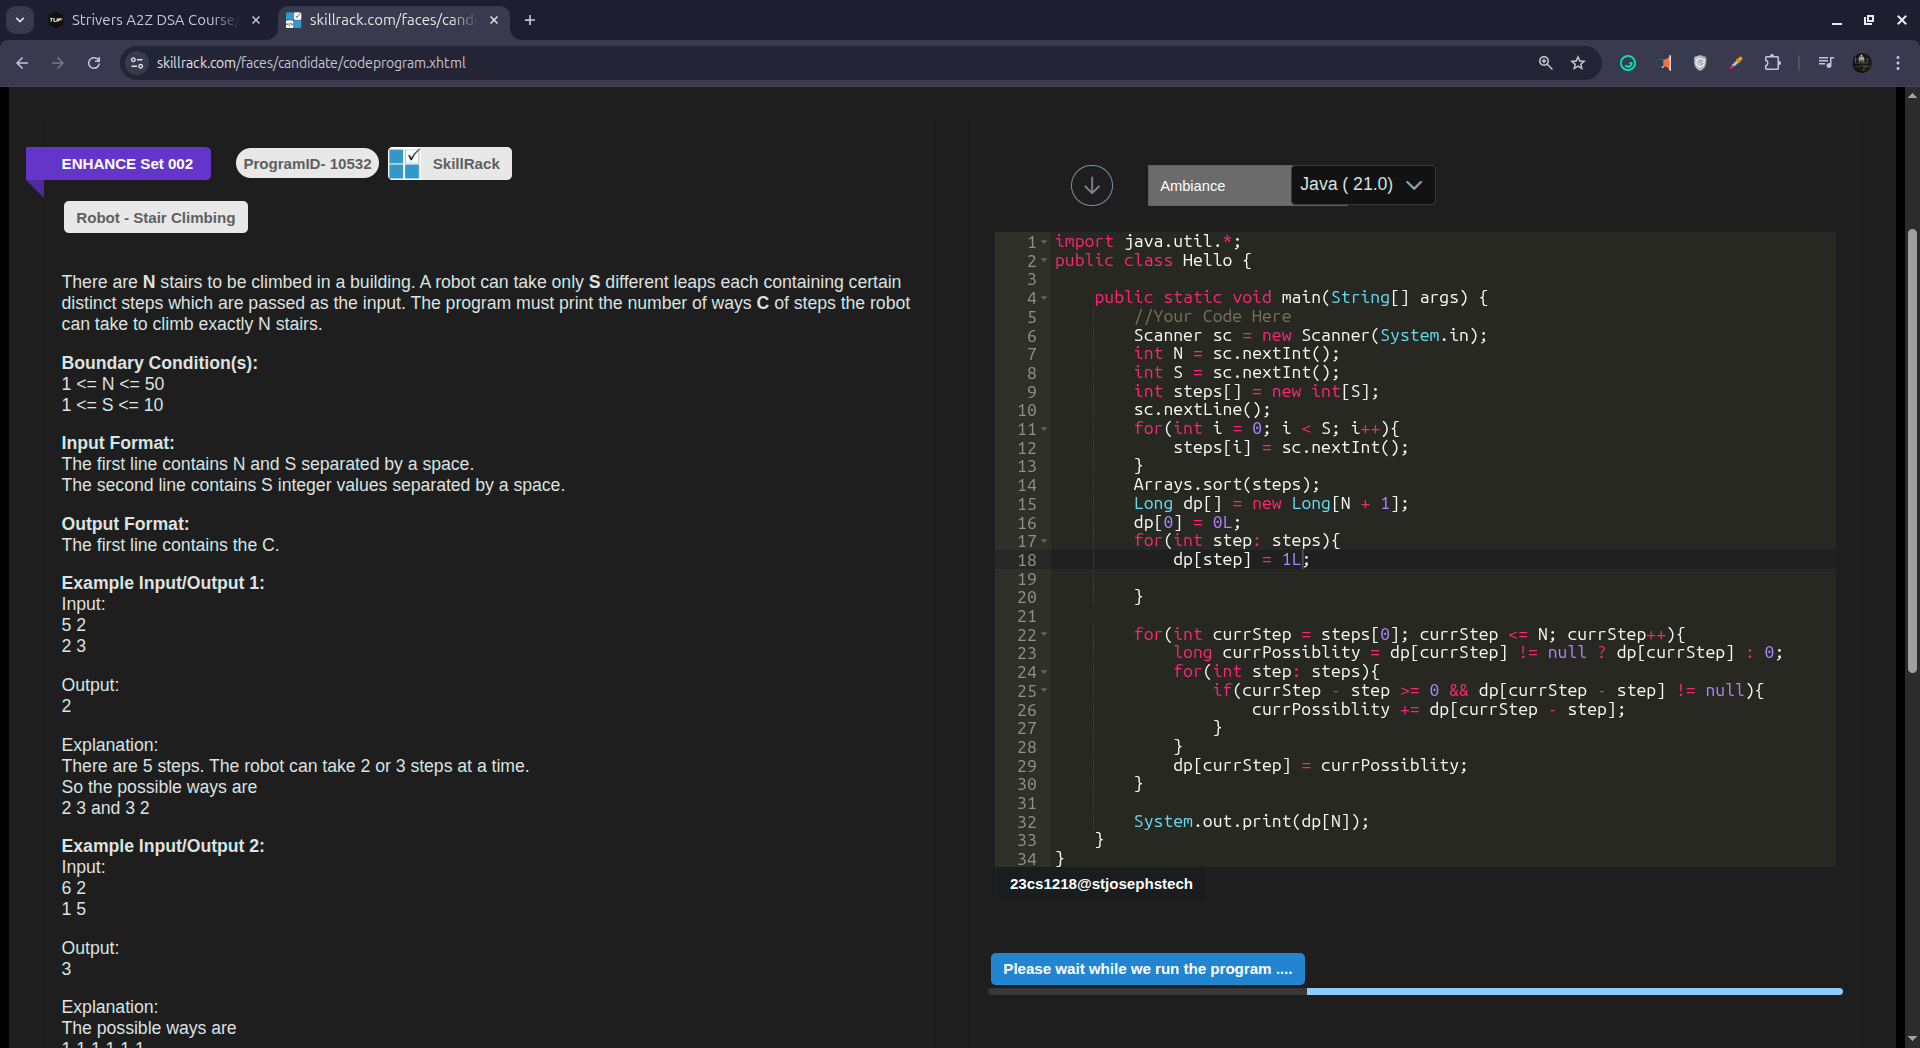 Strivers A2Z DSA Course
skillrack.com/faces/cand
skillrack.com/faces/candidate/codeprogram.xhtml
ENHANCE Set 002
ProgramID- 10532
SkillRack
Robot - Stair Climbing
There are N stairs to be climbed in a building. A robot can take only S different leaps each containing certain
distinct steps which are passed as the input. The program must print the number of ways C of steps the robot
can take to climb exactly N stairs.
Boundary Condition(s):
1 <= N <= 50
1 <= S <= 10
Input Format:
The first line contains N and S separated by a space.
The second line contains S integer values separated by a space.
Output Format:
The first line contains the C.
Example Input/Output 1:
Input:
5 2
2 3
Output:
2
Explanation:
There are 5 steps. The robot can take 2 or 3 steps at a time.
So the possible ways are
2 3 and 3 2
Example Input/Output 2:
Input:
6 2
1 5
Output:
3
Explanation:
The possible ways are
1 1 1 1 1 1
Ambiance
Java ( 21.0)
1 import java.util.*;
2 public class Hello {
3
4 public static void main(String[] args) {
5 //Your Code Here
6 Scanner sc = new Scanner(System.in);
7 int N = sc.nextInt();
8 int S = sc.nextInt();
9 int steps[] = new int[S];
10 sc.nextLine();
11 for(int i = 0; i < S; i++){
12 steps[i] = sc.nextInt();
13 }
14 Arrays.sort(steps);
15 Long dp[] = new Long[N + 1];
16 dp[0] = 0L;
17 for(int step: steps){
18 dp[step] = 1L;
19
20 }
21
22 for(int currStep = steps[0]; currStep <= N; currStep++){
23 long currPossiblity = dp[currStep] != null ? dp[currStep] : 0;
24 for(int step: steps){
25 if(currStep - step >= 0 && dp[currStep - step] != null){
26 currPossiblity += dp[currStep - step];
27 }
28 }
29 dp[currStep] = currPossiblity;
30 }
31
32 System.out.print(dp[N]);
33 }
34 }
23cs1218@stjosephstech
Please wait while we run the program ....